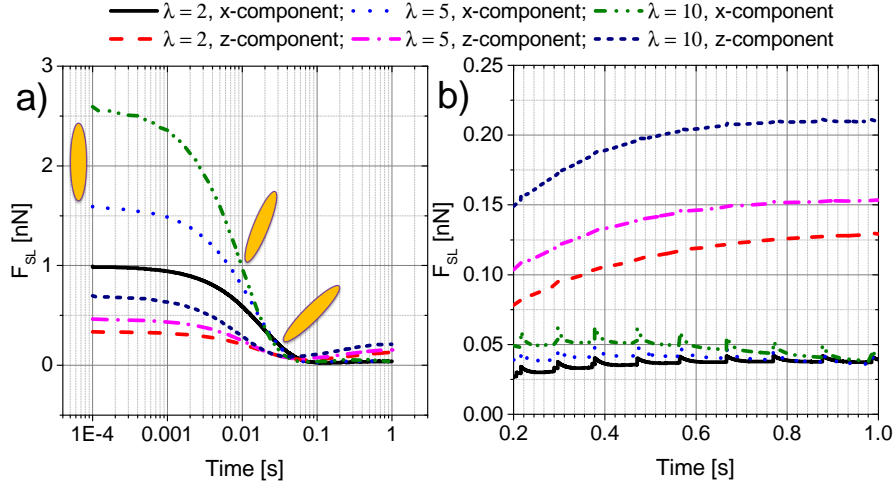 λ = 2, x-component; λ = 5, x-component; λ = 10, x-component
λ = 2, z-component; λ = 5, z-component; λ = 10, z-component
a)
3
2
1
0
F_SL [nN]
1E-4 0.001 0.01 0.1 1
Time [s]
b)
0.25
0.20
0.15
0.10
0.05
0.00
F_SL [nN]
0.2 0.4 0.6 0.8 1.0
Time [s]